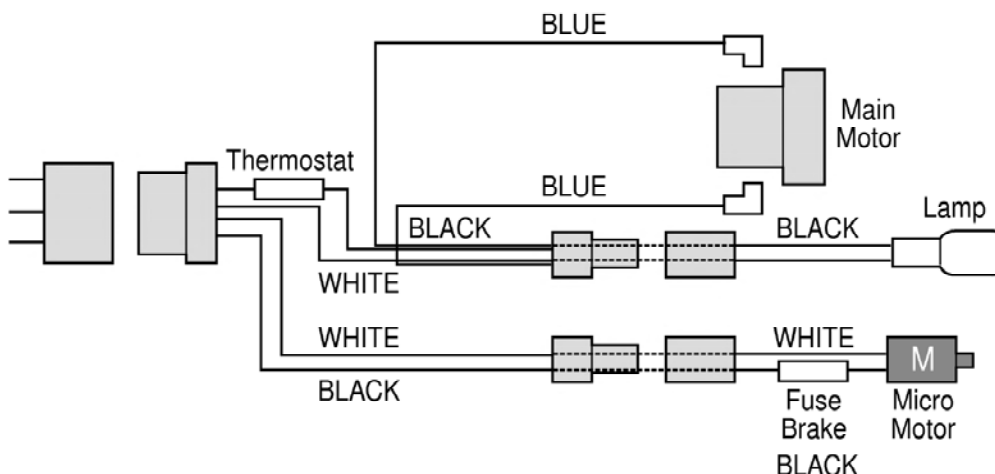 BLUE
Main
Motor
Thermostat
BLUE
Lamp
BLACK
BLACK
WHITE
WHITE
WHITE
M
BLACK
Fuse
Brake
BLACK
Micro
Motor